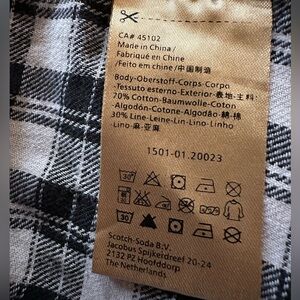 CA# 45102
Made in China/
Fabriqué en Chine
/Feito em chine/中国制造
Body-Oberstoff-Corps-Corpo
-Tessuto esterno-Exterior-表地-主料
70% Cotton-Baumwolle-Coton
-Algodón-Cotone-Algodão-綿-棉
30% Line-Leine-Lin-Lino-Linho
-Lino-麻-亚麻
1501-01.20023
30°
30°
Scotch-Soda B.V.
Jacobus Spijkerdreef 20-24
2132 PZ Hoofddorp
The Netherlands